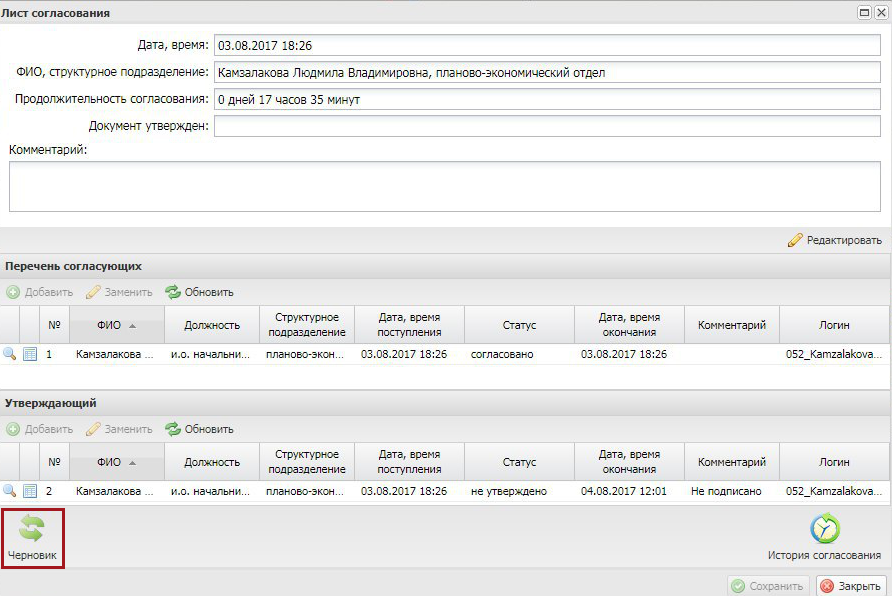 Лист согласования
Дата, время: 03.08.2017 18:26
ФИО, структурное подразделение: Камзалакова Людмила Владимировна, планово-экономический отдел
Продолжительность согласования: 0 дней 17 часов 35 минут
Документ утвержден:
Комментарий:
Редактировать
Перечень согласующих
Добавить Заменить Обновить
№ ФИО Должность Структурное подразделение Дата, время поступления Статус Дата, время окончания Комментарий Логин
1 Камзалакова ... и.о. начальни... планово-экон... 03.08.2017 18:26 согласовано 03.08.2017 18:26 052_Kamzalakova...
Утверждающий
Добавить Заменить Обновить
№ ФИО Должность Структурное подразделение Дата, время поступления Статус Дата, время окончания Комментарий Логин
2 Камзалакова ... и.о. начальни... планово-экон... 03.08.2017 18:26 не утверждено 04.08.2017 12:01 Не подписано 052_Kamzalakova...
Черновик История согласования
Сохранить Закрыть